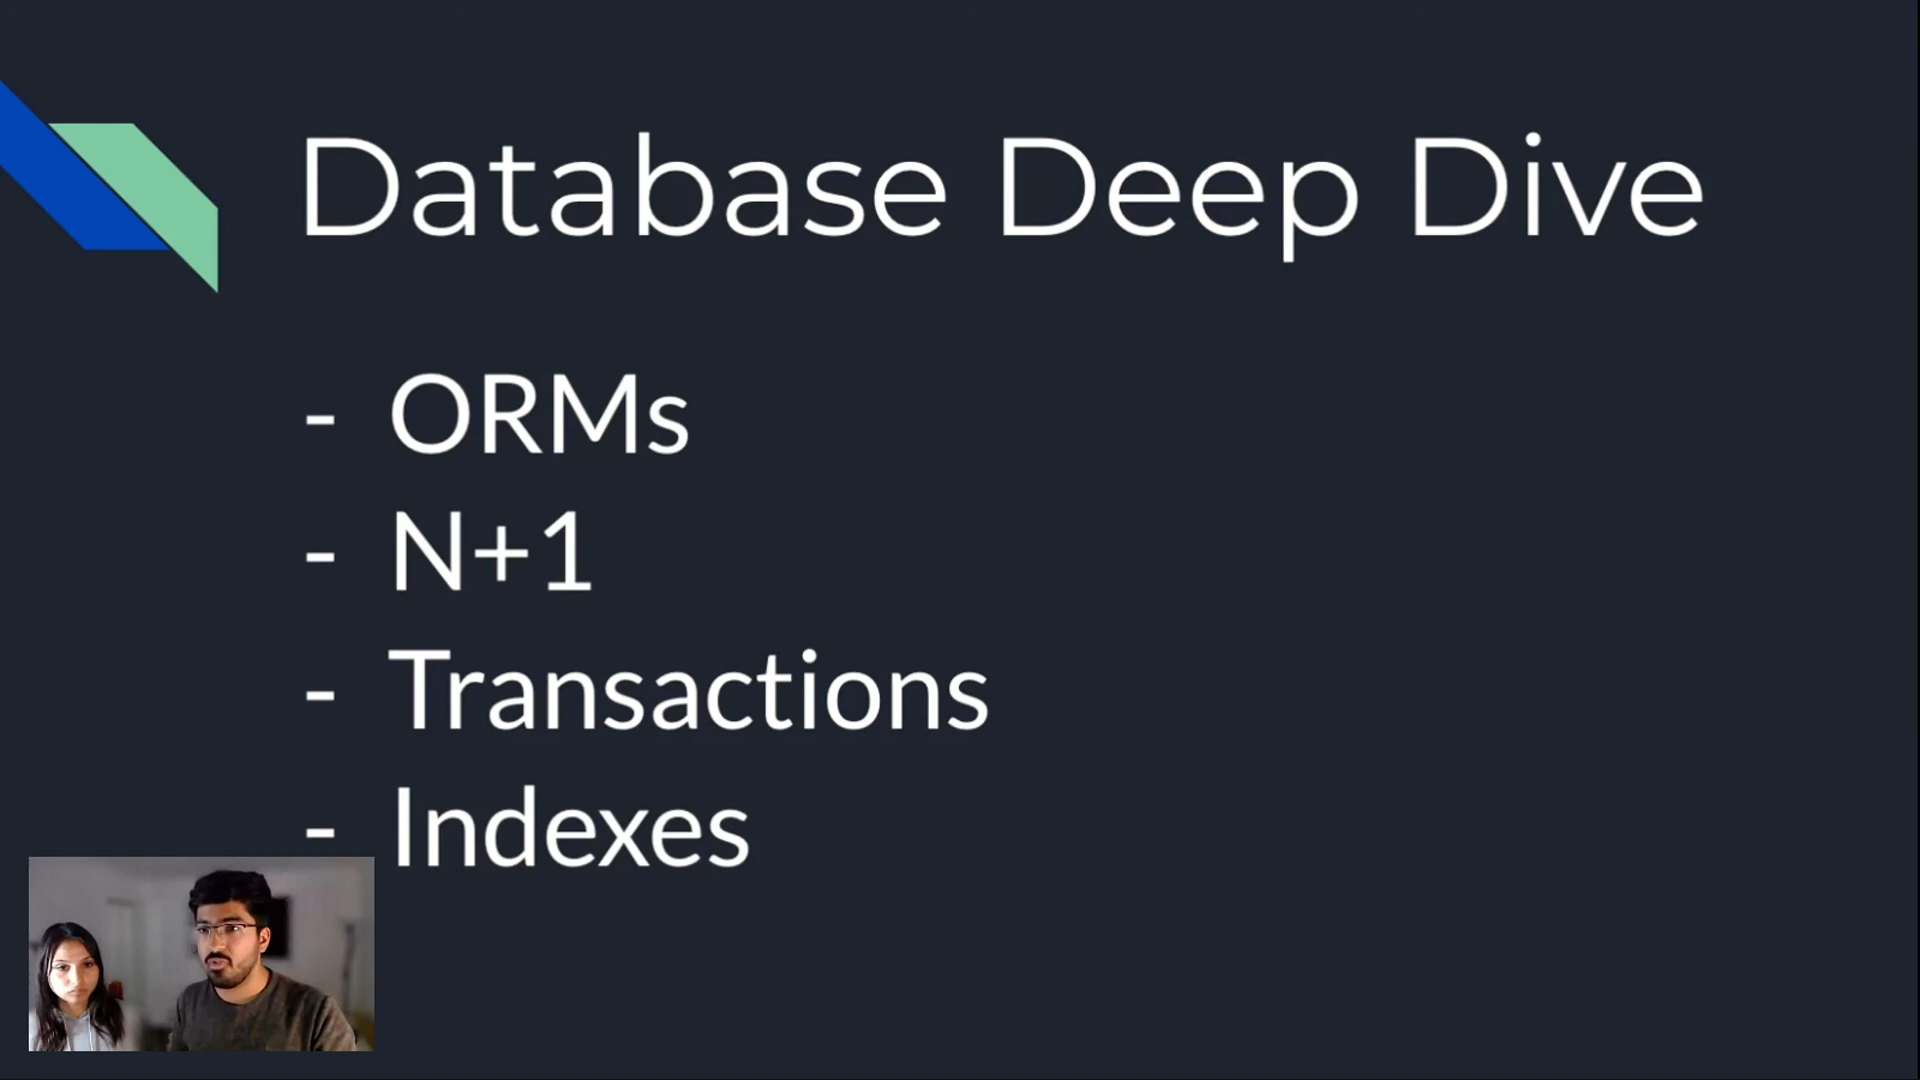 Database Deep Dive
- ORMs
- N+1
- Transactions
- Indexes